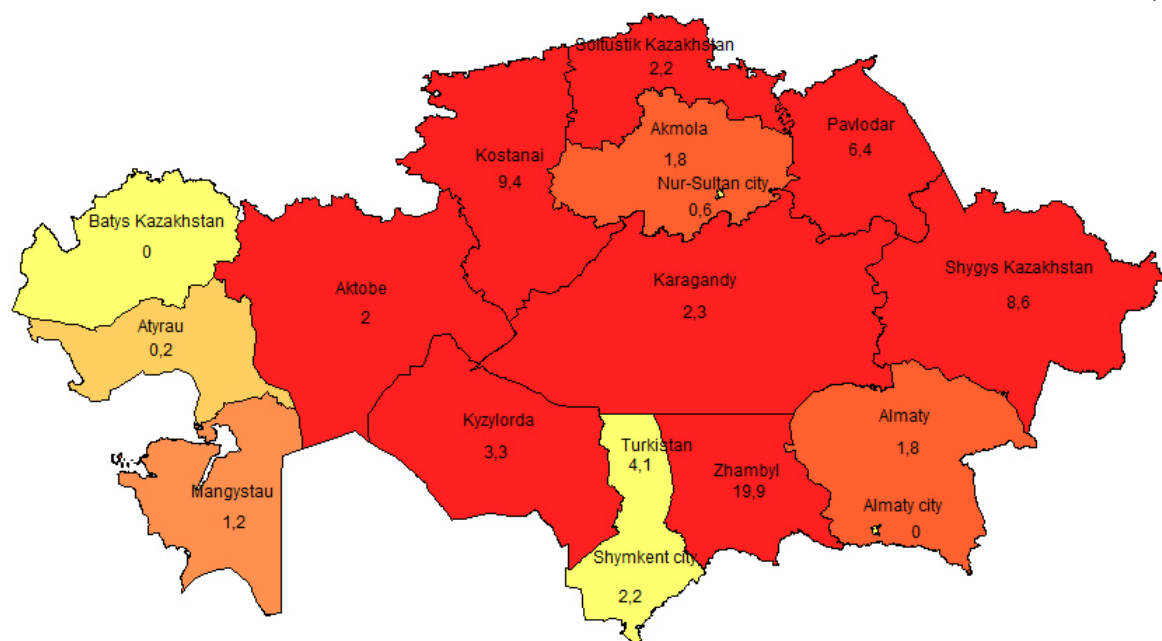 Soltustik Kazakhstan
2,2
Akmola
1,8
Nur-Sultan city
0,6
Pavlodar
6,4
Kostanai
9,4
Batys Kazakhstan
0
Aktobe
2
Karagandy
2,3
Shygys Kazakhstan
8,6
Atyrau
0,2
Mangystau
1,2
Kyzylorda
3,3
Turkistan
4,1
Shymkent city
2,2
Zhambyl
19,9
Almaty
1,8
Almaty city
0